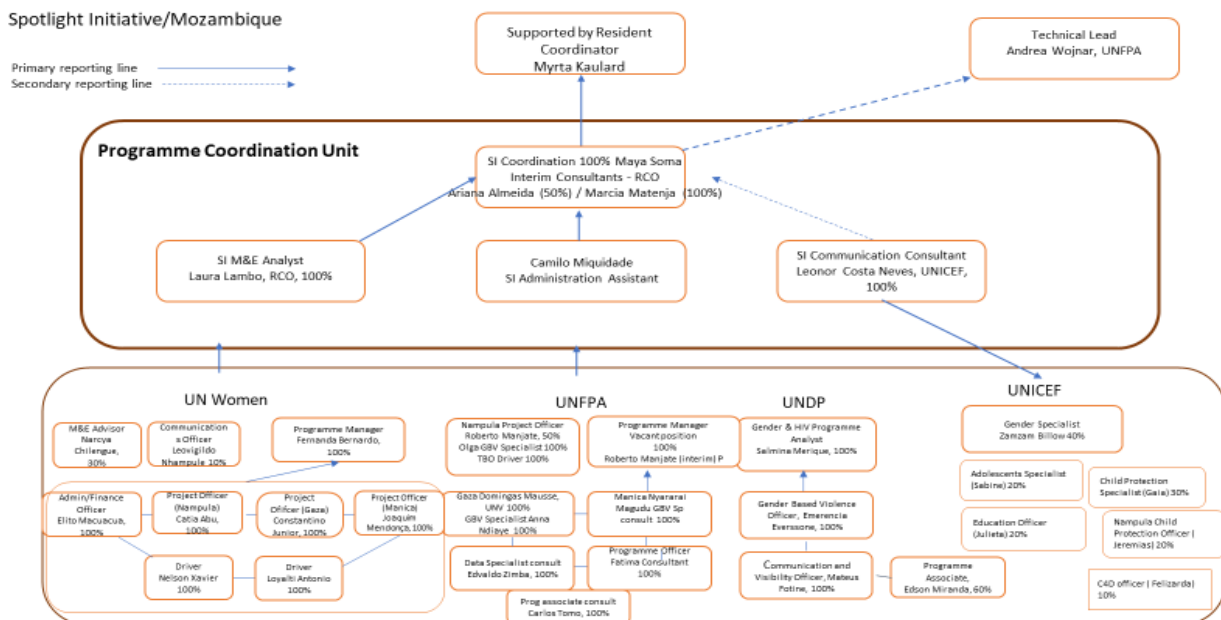 Spotlight Initiative/Mozambique
Primary reporting line
Secondary reporting line
Supported by Resident
Coordinator
Myrta Kaulard
Technical Lead
Andrea Wojnar, UNFPA
Programme Coordination Unit
SI Coordination 100% Maya Soma
Interim Consultants - RCO
Ariana Almeida (50%) / Marcia Matenja (100%)
SI M&E Analyst
Laura Lambo, RCO, 100%
Camilo Miquidade
SI Administration Assistant
SI Communication Consultant
Leonor Costa Neves, UNICEF,
100%
UN Women
M&E Advisor
Narcya
Chilengue,
30%
Communication
s Officer
Leovigildo
Nhampule 10%
Programme Manager
Fernanda Bernardo,
100%
Admin/Finance
Officer
Elito Macuacua,
100%
Project Officer
(Nampula)
Catia Abu,
100%
Project
Ofificer (Gaza)
Constantino
Junior, 100%
Project Officer
(Manica)
Joaquim
Mendonça, 100%
Driver
Nelson Xavier
100%
Driver
Loyalti Antonio
100%
UNFPA
Nampula Project Officer
Roberto Manjate, 50%
Olga GBV Specialist 100%
TBO Driver 100%
Programme Manager
Vacant position
100%
Roberto Manjate (interim) P
Gaza Domingas Mausse,
UNV 100%
GBV Specialist Anna
Ndiaye 100%
Manica Nyararai
Magudu GBV Sp
consult 100%
Data Specialist consult
Edvaldo Zimba, 100%
Programme Officer
Fatima Consultant
100%
Prog associate consult
Carlos Tomo, 100%
UNDP
Gender & HIV Programme
Analyst
Selmina Merique, 100%
Gender Based Violence
Officer, Emerencia
Everssone, 100%
Communication and
Visibility Officer, Mateus
Fotine, 100%
Programme
Associate,
Edson Miranda, 60%
UNICEF
Gender Specialist
Zamzam Billow 40%
Adolescents Specialist
(Sabine) 20%
Child Protection
Specialist (Gaia) 30%
Education Officer
(Julieta) 20%
Nampula Child
Protection Officer (
Jeremias) 20%
C4D officer ( Felizarda)
10%